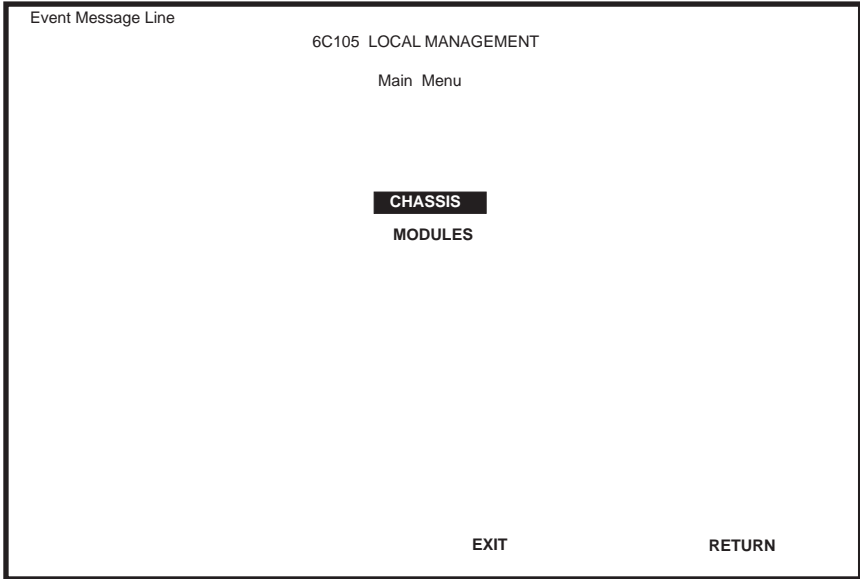 Event Message Line
6C105 LOCAL MANAGEMENT
Main Menu
CHASSIS
MODULES
EXIT RETURN